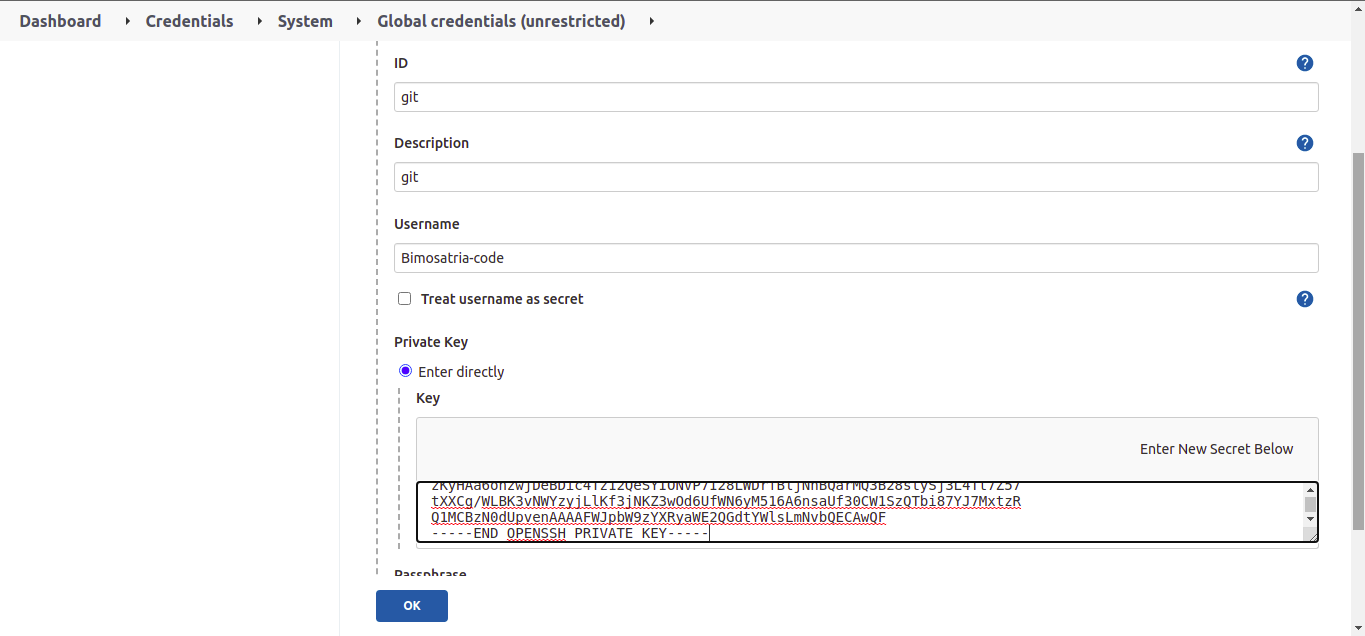 Dashboard
Credentials
System
Global credentials (unrestricted)
ID
git
Description
git
Username
Bimosatria-code
Treat username as secret
Private Key
Enter directly
Key
Enter New Secret Below
tXXCg/WLBK3vNWYzyjLlKf3jNKZ3wOd6UfWN6yM516A6nsaUf30CW1SzQTbi87YJ7MxtzR
Q1MCBzN0dUpvenAAAAFWJpbW9zYXRyaWE2QGdtYWlsLmNvbQECAwQF
-----END OPENSSH PRIVATE KEY-----
Passphrase
OK